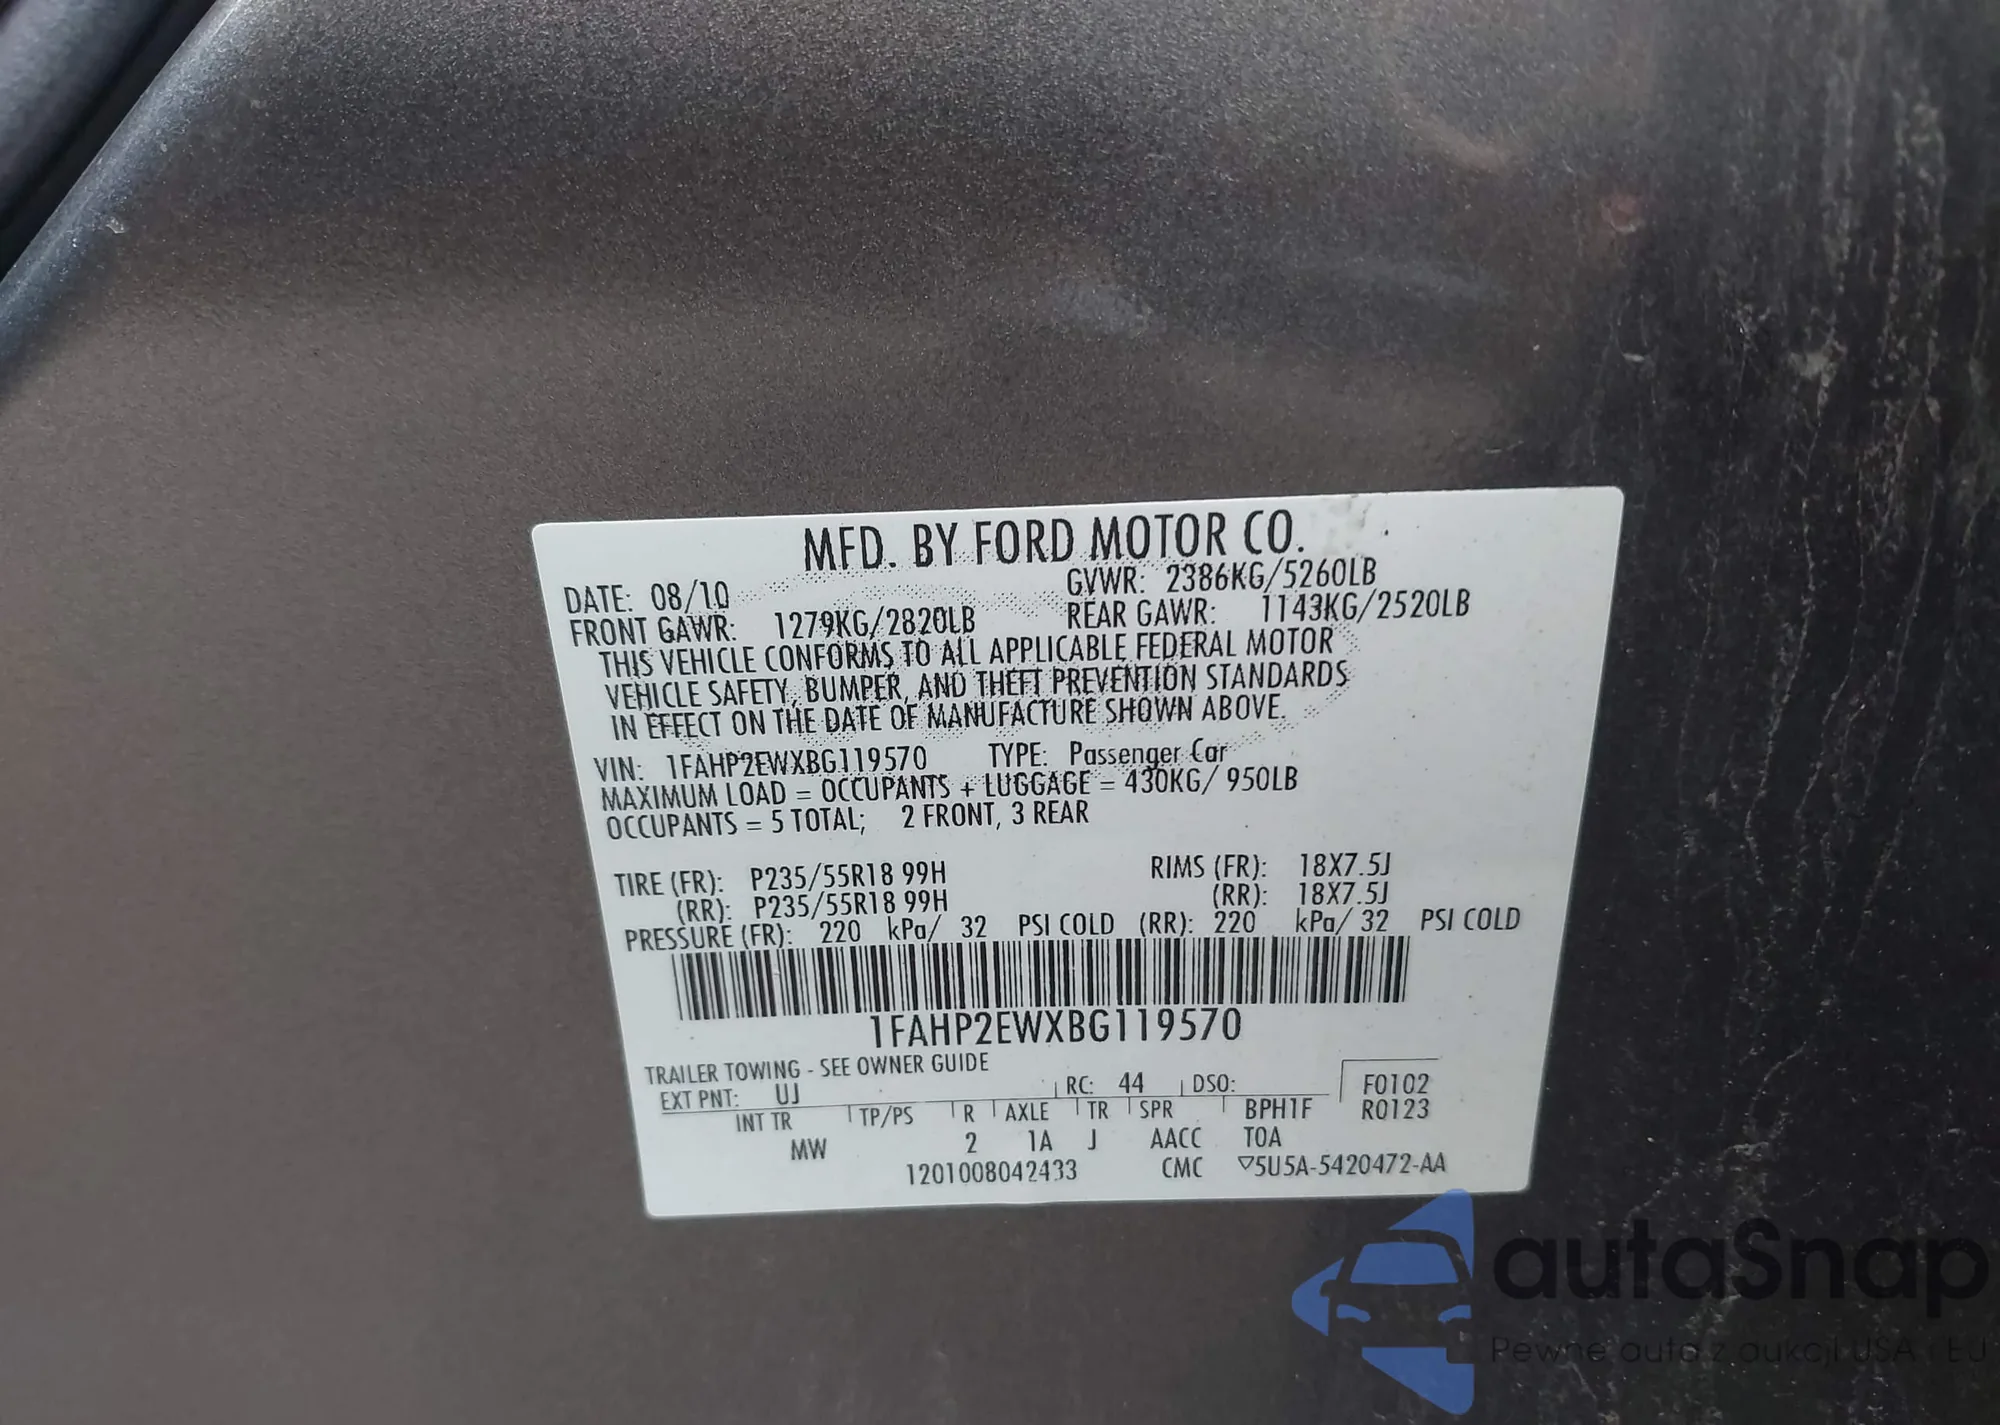 MFD. BY FORD MOTOR CO.
DATE: 08/10 GVWR: 2386KG/5260LB
FRONT GAWR: 1279KG/2820LB REAR GAWR: 1143KG/2520LB
THIS VEHICLE CONFORMS TO ALL APPLICABLE FEDERAL MOTOR
VEHICLE SAFETY, BUMPER, AND THEFT PREVENTION STANDARDS
IN EFFECT ON THE DATE OF MANUFACTURE SHOWN ABOVE.
VIN: 1FAHP2EWXBG119570 TYPE: Passenger Car
MAXIMUM LOAD = OCCUPANTS + LUGGAGE = 430KG/ 950LB
OCCUPANTS = 5 TOTAL; 2 FRONT, 3 REAR
TIRE (FR): P235/55R18 99H RIMS (FR): 18X7.5J
(RR): P235/55R18 99H (RR): 18X7.5J
PRESSURE (FR): 220 kPa/ 32 PSI COLD (RR): 220 kPa/ 32 PSI COLD
1FAHP2EWXBG119570
TRAILER TOWING - SEE OWNER GUIDE
EXT PNT: UJ RC: 44 DSO: F0102
INT TR TP/PS R AXLE TR SPR BPH1F R0123
MW 2 1A J AACC TOA
1201008042433 CMC ▽5U5A-5420472-AA
autaSnap
Pewne auta z aukcji USA i EU